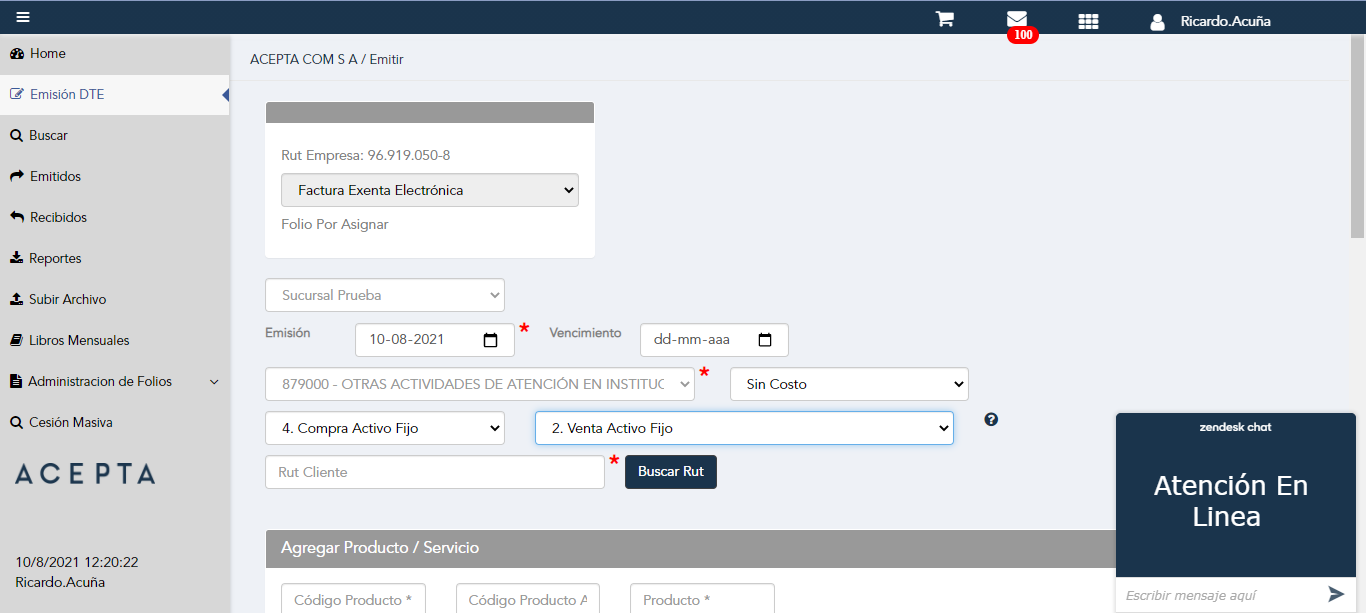 100
Ricardo.Acuña
Home
Emisión DTE
Buscar
Emitidos
Recibidos
Reportes
Subir Archivo
Libros Mensuales
Administracion de Folios
Cesión Masiva
ACEPTA
10/8/2021 12:20:22
Ricardo.Acuña
ACEPTA COM S A / Emitir
Rut Empresa: 96.919.050-8
Factura Exenta Electrónica
Folio Por Asignar
Sucursal Prueba
Emisión 10-08-2021 * Vencimiento dd-mm-aaa
879000 - OTRAS ACTIVIDADES DE ATENCIÓN EN INSTITUC * Sin Costo
4. Compra Activo Fijo 2. Venta Activo Fijo ?
Rut Cliente * Buscar Rut
Agregar Producto / Servicio
Código Producto * Código Producto A Producto *
zendesk chat
Atención En
Linea
Escribir mensaje aquí